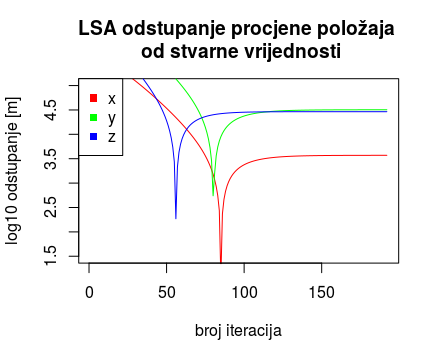 LSA odstupanje procjene položaja
od stvarne vrijednosti
x
y
z
log10 odstupanje [m]
4.5
3.5
2.5
1.5
0
50
100
150
broj iteracija